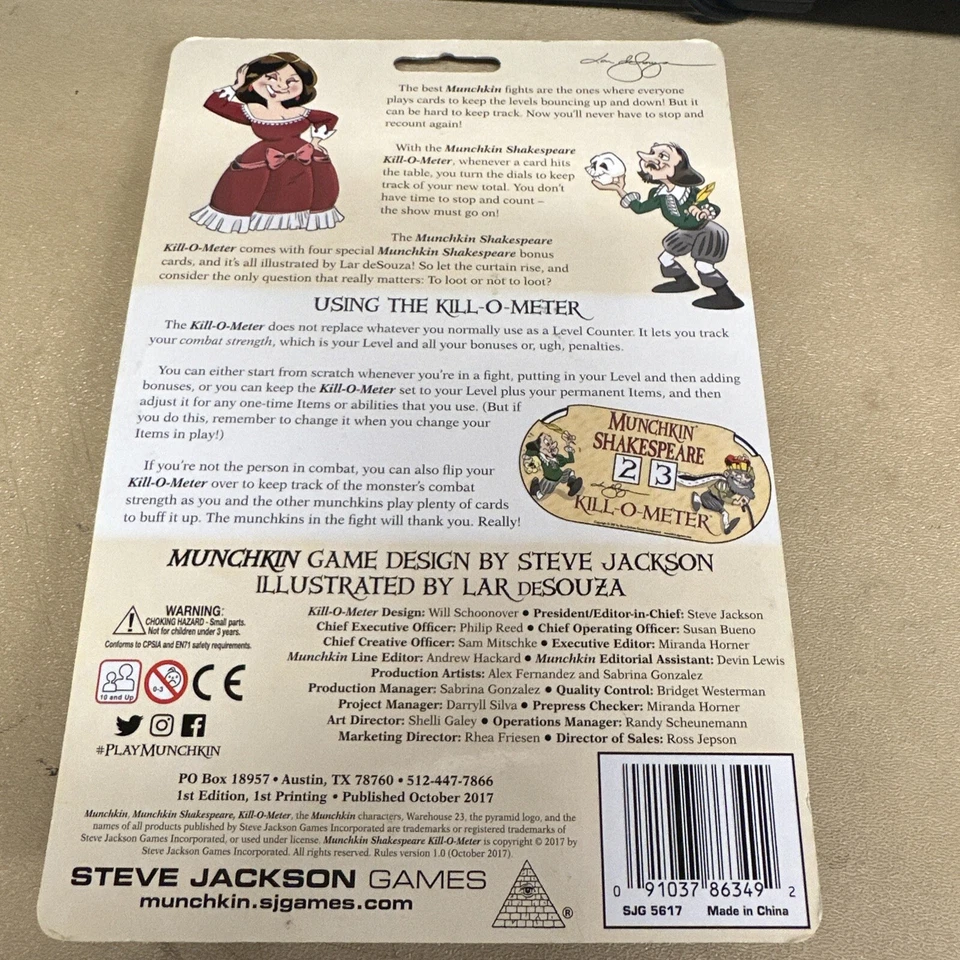 Lar deSouza
The best Munchkin fights are the ones where everyone
plays cards to keep the levels bouncing up and down! But it
can be hard to keep track. Now you'll never have to stop and
recount again!
With the Munchkin Shakespeare
Kill-O-Meter, whenever a card hits
the table, you turn the dials to keep
track of your new total. You don't
have time to stop and count –
the show must go on!
The Munchkin Shakespeare
Kill-O-Meter comes with four special Munchkin Shakespeare bonus
cards, and it's all illustrated by Lar deSouza! So let the curtain rise, and
consider the only question that really matters: To loot or not to loot?
USING THE KILL-O-METER
The Kill-O-Meter does not replace whatever you normally use as a Level Counter. It lets you track
your combat strength, which is your Level and all your bonuses or, ugh, penalties.
You can either start from scratch whenever you're in a fight, putting in your Level and then adding
bonuses, or you can keep the Kill-O-Meter set to your Level plus your permanent Items, and then
adjust it for any one-time Items or abilities that you use. (But if
you do this, remember to change it when you change your
Items in play!)
If you're not the person in combat, you can also flip your
Kill-O-Meter over to keep track of the monster's combat
strength as you and the other munchkins play plenty of cards
to buff it up. The munchkins in the fight will thank you. Really!
MUNCHKIN
SHAKESPEARE
2 3
KILL-O-METER™
MUNCHKIN GAME DESIGN BY STEVE JACKSON
ILLUSTRATED BY LAR DESOUZA
WARNING:
CHOKING HAZARD - Small parts.
Not for children under 3 years.
Conforms to CPSIA and EN71 safety requirements.
10 and Up
0-3
CE
#PLAYMUNCHKIN
Kill-O-Meter Design: Will Schoonover • President/Editor-in-Chief: Steve Jackson
Chief Executive Officer: Philip Reed • Chief Operating Officer: Susan Bueno
Chief Creative Officer: Sam Mitschke • Executive Editor: Miranda Horner
Munchkin Line Editor: Andrew Hackard • Munchkin Editorial Assistant: Devin Lewis
Production Artists: Alex Fernandez and Sabrina Gonzalez
Production Manager: Sabrina Gonzalez • Quality Control: Bridget Westerman
Project Manager: Darryll Silva • Prepress Checker: Miranda Horner
Art Director: Shelli Galey • Operations Manager: Randy Scheunemann
Marketing Director: Rhea Friesen • Director of Sales: Ross Jepson
PO Box 18957 • Austin, TX 78760 • 512-447-7866
1st Edition, 1st Printing • Published October 2017
Munchkin, Munchkin Shakespeare, Kill-O-Meter, the Munchkin characters, Warehouse 23, the pyramid logo, and the
names of all products published by Steve Jackson Games Incorporated are trademarks or registered trademarks of
Steve Jackson Games Incorporated, or used under license. Munchkin Shakespeare Kill-O-Meter is copyright © 2017 by
Steve Jackson Games Incorporated. All rights reserved. Rules version 1.0 (October 2017).
STEVE JACKSON GAMES
munchkin.sjgames.com
®
0 91037 86349 2
SJG 5617 Made in China